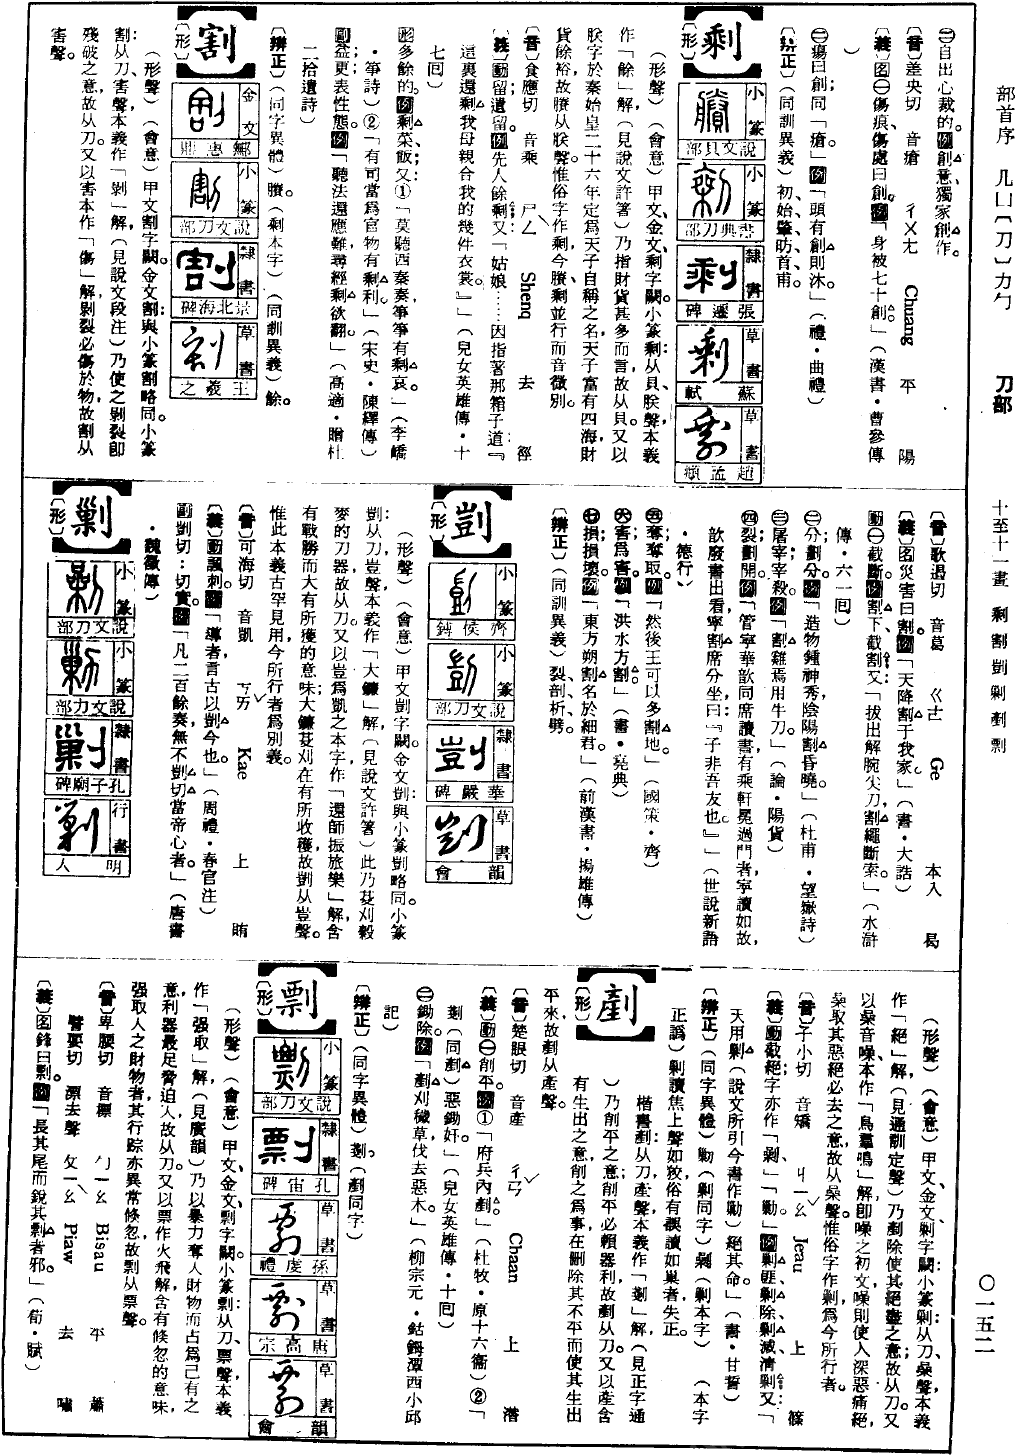 部首序 几凵〔刀〕力勹 刀部 十至十一畫 剩割剴剿剷剽 〇一五二
㊁自出心裁的。例「創意、獨家創作。
〔音〕差央切 音瘡 ㄔㄨㄤ Chuang 平 陽
〔義〕名㊀傷痕、傷處曰創。例「身被七十創。」(漢書・曹參傳
)
㊁瘍曰創;同「瘡」例「頭有創則沐。」(禮・曲禮)
〔辨正〕(同訓異義)初、始、肇、昉、首、甫。
剩
〔形〕
小篆 說文貝部
小篆 書典刀部
隸書 張遷碑
草書 蘇軾
草書 趙孟頫
(形聲)(會意)甲文、金文、剩字闕。小篆剩:从貝、朕聲、本義
作「餘」解,(見說文許箸)乃指財貨甚多而言,故从貝。又以
朕字於秦始皇二十六年定為天子自稱之名,天子富有四海,財
貨餘裕,故賸从朕聲。惟俗字作剩,今賸、剩並行而音微別。
〔音〕食應切 音乘 ㄕㄥˋ Shenq 去 徑
〔義〕動留遺;留。例「先人餘剩;又「姑娘……因指著那箱子道:『
這裏還剩我母親合我的幾件衣裳。』」(兒女英雄傳・十
七回)
形多餘的。例「剩菜、剩飯;又①「莫聽西秦奏,箏箏有剩哀。」(李嶠
・箏詩)②「有司當為官物有剩利。」(宋史・陳繹傳)
副益更;表性態。例「聽法還應難,尋經剩欲翻。」(高適・贈杜
二拾遺詩)
〔辨正〕(同字異體)賸。(剩本字)(同訓異義)餘。
割
〔形〕
金文 鄦惠鼎
小篆 說文刀部
隸書 景北海碑
草書 王羲之
(形聲)(會意)甲文割字闕。金文割:與小篆割略同。小篆
割:从刀、害聲,本義作「剝」解,(見說文段注)乃使之剝裂即
殘破之意,故从刀。又以害本作「傷」解,剝裂必傷於物,故割从
害聲。
〔音〕歌遏切 音葛 ㄍㄜ Ge 本入 曷
〔義〕名災害曰割。例「天降割于我家。」(書・大誥)
動㊀截斷。例「割下、截割;又「拔出解腕尖刀,割繩斷索。」(水滸
傳・六一回)
㊁分;劃分。例「造物鍾神秀,陰陽割昏曉。」(杜甫・望嶽詩)
㊂屠宰;宰殺。例「割雞焉用牛刀。」(論・陽貨)
㊃裂;劃開。例「管寧、華歆同席讀書,有乘軒冕過門者,寧讀如故,
歆廢書出看,寧割席分坐,曰:『子非吾友也。』」(世說新語
・德行)
㊄奪;奪取。例「然後王可以多割地。」(國策・齊)
㊅害;為害。例「洪水方割。」(書・堯典)
㊆損;損壞。例「東方朔割名於細君。」(前漢書・揚雄傳)
〔辨正〕(同訓異義)裂、剖、析、劈。
剴
〔形〕
小篆 齊侯鎛
小篆 說文刀部
隸書 華嚴碑
草書 韻會
(形聲)(會意)甲文剴字闕。金文剴:與小篆剴略同。小篆
剴:从刀、豈聲,本義作「大鐮」解,(見說文許箸)此乃芟刈穀
麥的刀器,故从刀。又以豈為凱之本字,作「還師振旅樂」解,含
有戰勝而大有所獲的意味;大鐮芟刈在有所收穫,故剴从豈聲。
惟此本義古罕見用,今所行者為別義。
〔音〕可海切 音凱 ㄎㄞˇ Kae 上 賄
〔義〕動諷刺。例「導者言古以剴今也。」(周禮・春官注)
副剴切:切實。例「凡二百餘奏,無不剴切當帝心者。」(唐書
・魏徵傳)
剿
〔形〕
小篆 說文刀部
小篆 說文力部
隸書 孔子廟碑
行書 明人
(形聲)(會意)甲文、金文、剿字闕。小篆剿:从刀、喿聲,本義
作「絕」解,(見通訓定聲)乃剷除使其絕盡之意,故从刀。又
以喿音噪,本作「鳥羣鳴」解,即噪之初文,噪則使人深惡痛絕,
喿取其惡絕必去之意,故从喿聲。惟俗字作剿,為今所行者。
〔音〕子小切 音矯 ㄐㄧㄠˇ Jeau 上 篠
〔義〕動截絕;字亦作「剿」、「勦」。例「剿匪、剿除、剿滅、清剿;又「
天用剿(說文所引,今書作勦)絕其命。」(書・甘誓)
〔辨正〕(同字異體)勦(剿同字)剿(剿本字)(本字
正譌)剿讀焦上聲,如狡,俗有誤讀如巢者,失正。
剷
〔形〕
楷書剷:从刀、產聲,本義作「剗」解,(見正字通
)乃削平之意;削平必賴器利,故剷从刀。又以產含
有生出之意,削之為事,在刪除其不平而使其生出
平來,故剷从產聲。
〔音〕楚限切 音產 ㄔㄢˇ Chaan 上 潸
〔義〕動㊀削平。例①「府兵內剷。」(杜牧・原十六衞)②「
剗(同剷)惡鋤奸。」(兒女英雄傳・十回)
㊁鋤除。例「剷刈穢草,伐去惡木。」(柳宗元・鈷鉧潭西小邱
記)
〔辨正〕(同字異體)剗。(剷同字)
剽
〔形〕
小篆 說文刀部
隸書 孔宙碑
草書 孫虔禮
草書 唐高宗
草書 韻會
(形聲)(會意)甲文、金文、剽字闕。小篆剽:从刀、票聲,本義
作「强取」解,(見廣韻)乃以暴力奪人財物而占為己有之
意,利器最足脅迫人,故从刀。又以票作火飛解,含有倏忽的意味,
强取人之財物者,其行踪亦異常倏忽,故剽从票聲。
〔音〕卑腰切 音標 ㄅㄧㄠ Biau 平 蕭
譬要切 漂去聲 ㄆㄧㄠˋ Piaw 去 嘯
〔義〕名鋒曰剽。例「長其尾而銳其剽者邪。」(荀・賦)